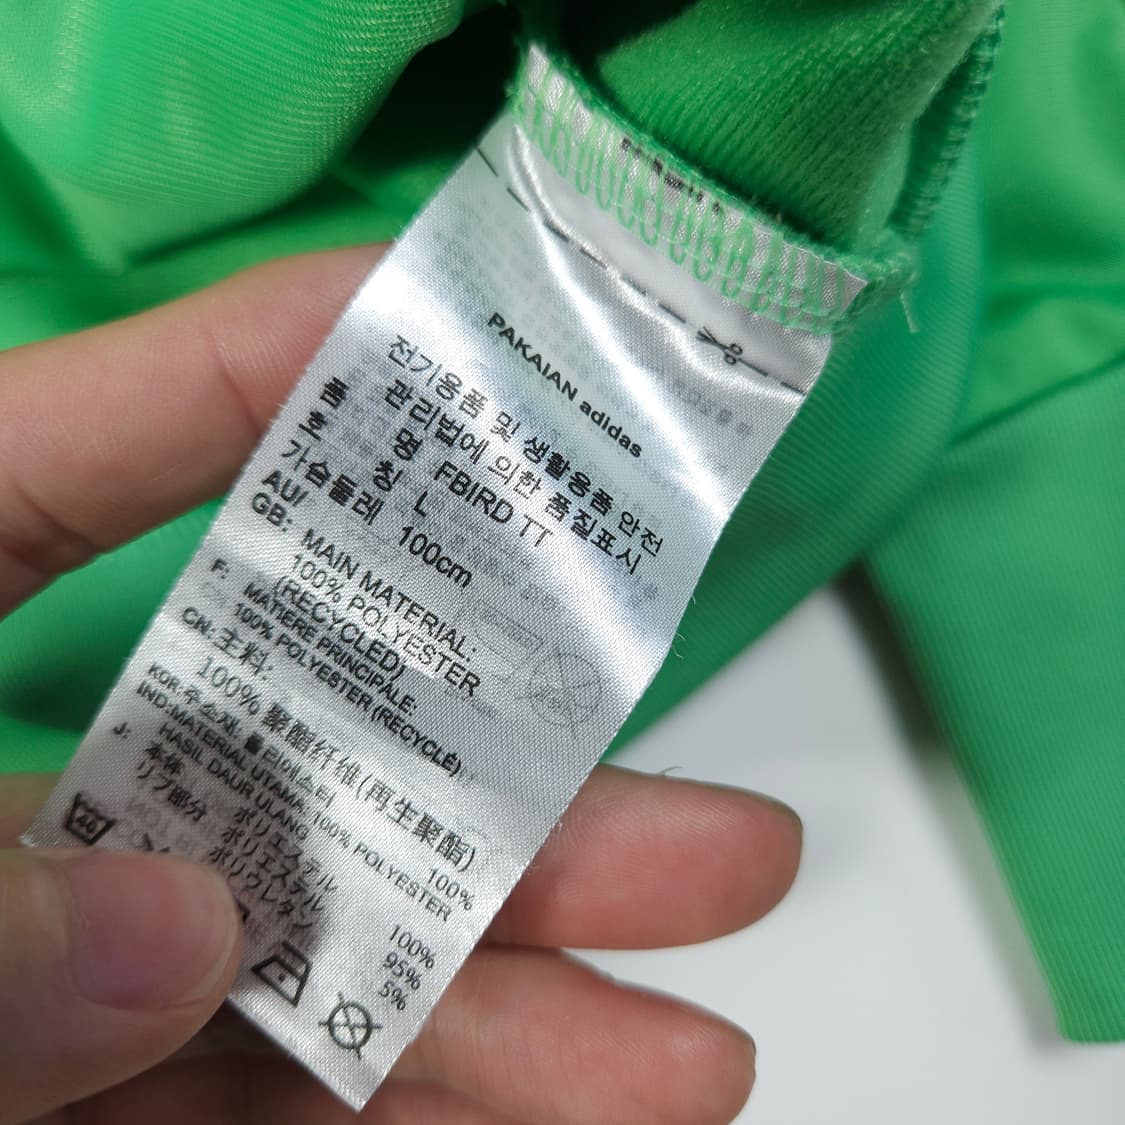 PAKAIAN adidas
전기용품 및 생활용품 안전
관리법에 의한 품질표시
품 명 FBIRD TT
호 칭 L
가슴둘레 100cm
AU/
GB: MAIN MATERIAL:
100% POLYESTER
(RECYCLED)
F: MATIÈRE PRINCIPALE:
100% POLYESTER (RECYCLÉ)
CN: 主料:
100% 聚酯纤维(再生聚酯)
KOR: 주소재: 폴리에스터 100%
IND:MATERIAL UTAMA: 100% POLYESTER
HASIL DAUR ULANG
J: 本体 ポリエステル 100%
リブ部分 ポリエステル 95%
ポリウレタン 5%
40